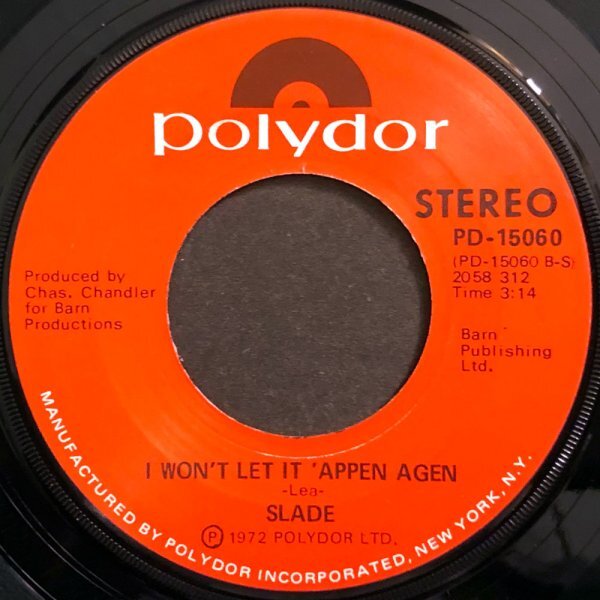 polydor
STEREO
PD-15060
(PD-15060 B-S)
2058 312
Time 3:14
Produced by
Chas. Chandler
for Barn
Productions
Barn
Publishing
Ltd.
I WON'T LET IT 'APPEN AGEN
-Lea-
SLADE
Ⓟ 1972 POLYDOR LTD.
MANUFACTURED BY POLYDOR INCORPORATED, NEW YORK, N.Y.